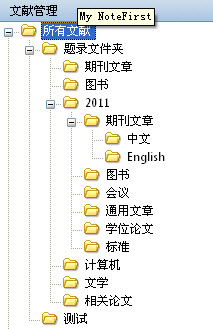 文献管理
My NoteFirst
所有文献
题录文件夹
期刊文章
图书
2011
期刊文章
中文
English
图书
会议
通用文章
学位论文
标准
计算机
文学
相关论文
测试